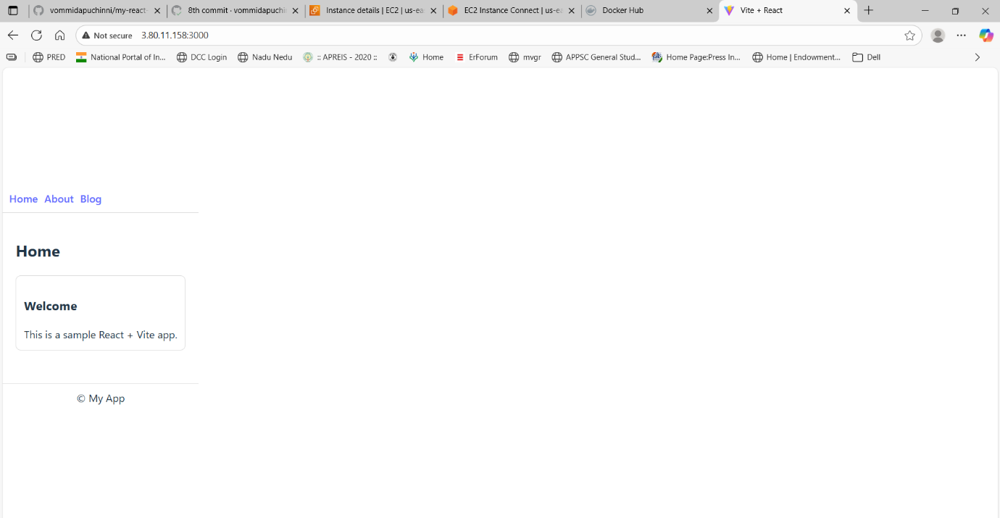 vommidapuchinni/my-react-
8th commit · vommidapuchi
Instance details | EC2 | us-ea
EC2 Instance Connect | us-ea
Docker Hub
Vite + React
Not secure 3.80.11.158:3000
PRED National Portal of In... DCC Login Nadu Nedu :: APREIS - 2020 :: Home ErForum mvgr APPSC General Stud... Home Page:Press In... Home | Endowment... Dell
Home About Blog
Home
Welcome
This is a sample React + Vite app.
© My App